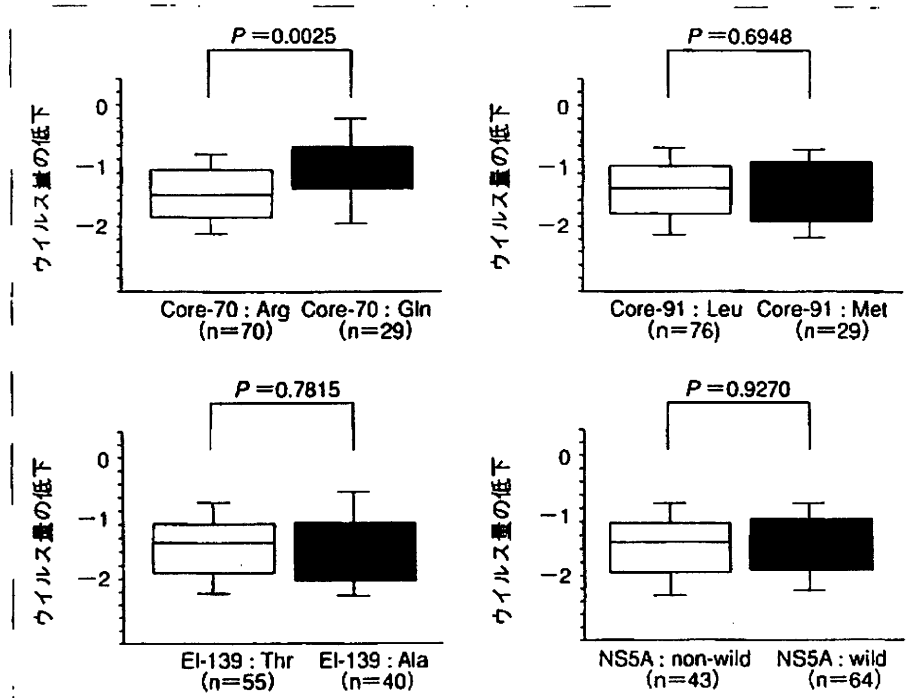 P＝0.0025
ウイルス量の低下
0
−1
−2
Core-70 : Arg Core-70 : Gln
(n＝70) (n＝29)
P＝0.6948
ウイルス量の低下
0
−1
−2
Core-91 : Leu Core-91 : Met
(n＝76) (n＝29)
P＝0.7815
ウイルス量の低下
0
−1
−2
El-139 : Thr El-139 : Ala
(n＝55) (n＝40)
P＝0.9270
ウイルス量の低下
0
−1
−2
NS5A : non-wild NS5A : wild
(n＝43) (n＝64)